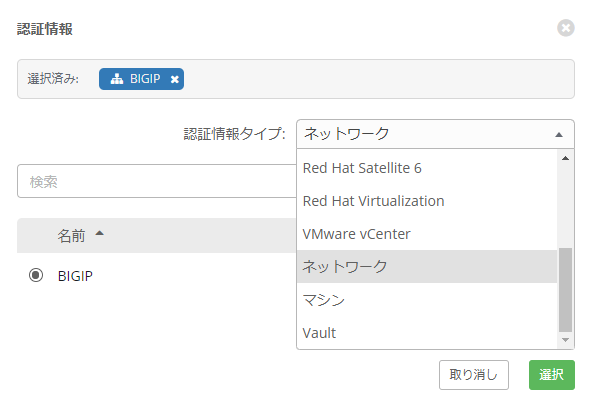 認証情報
選択済み: BIGIP
認証情報タイプ: ネットワーク
検索
Red Hat Satellite 6
Red Hat Virtualization
VMware vCenter
ネットワーク
マシン
Vault
名前
BIGIP
取り消し 選択